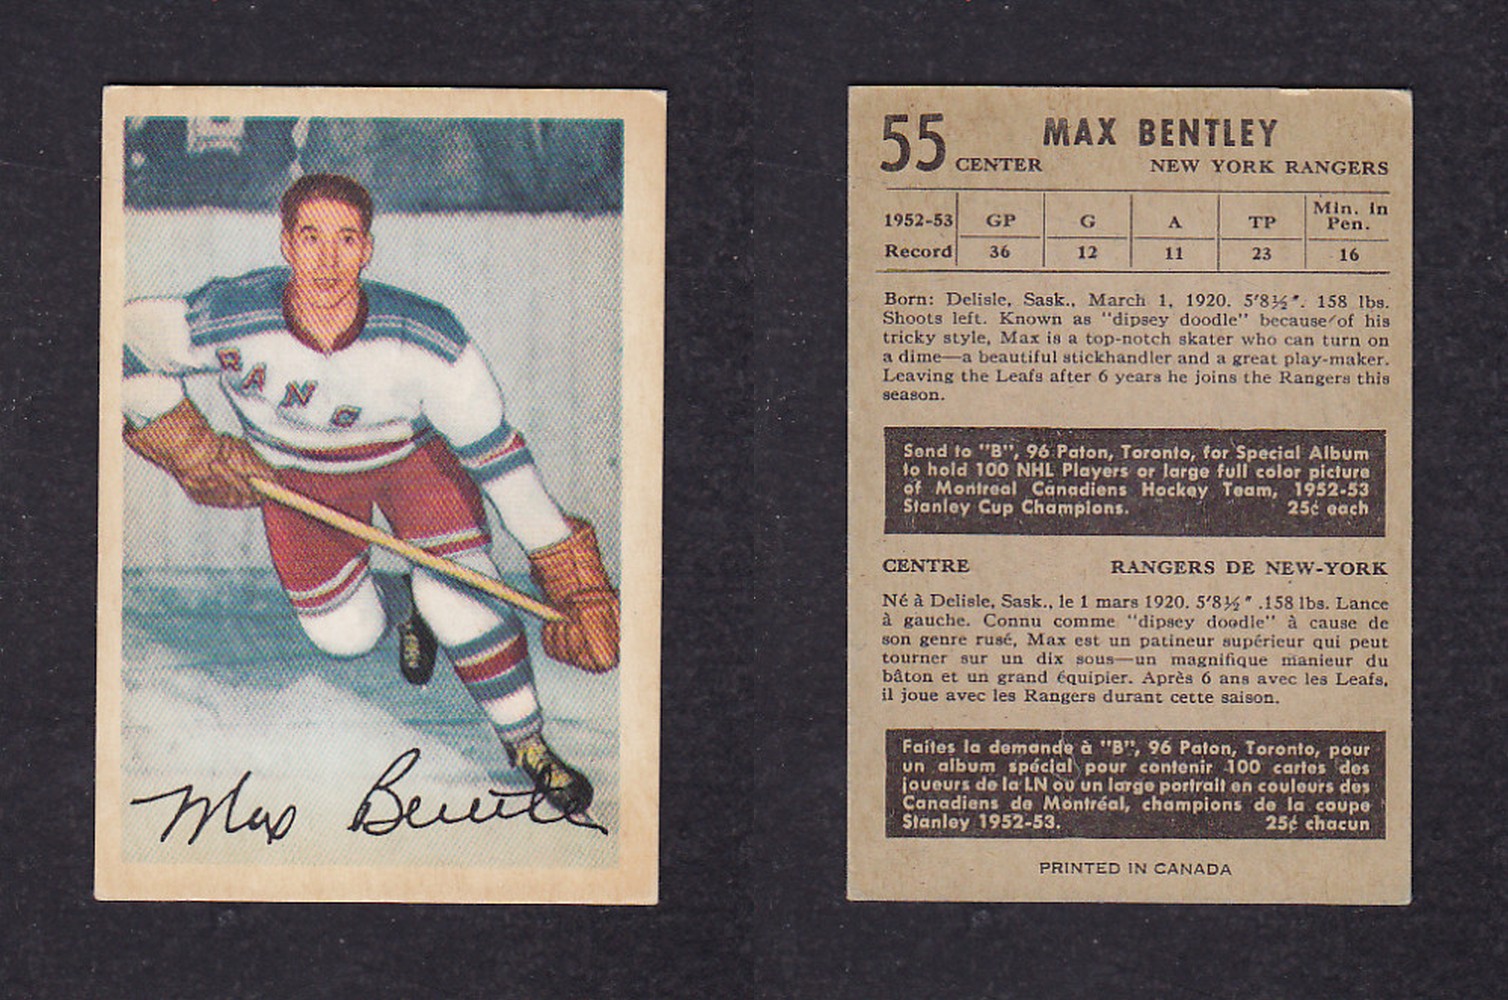 RANG
Max Bentley
55 MAX BENTLEY
CENTER NEW YORK RANGERS
1952-53 GP G A TP Min. in Pen.
Record 36 12 11 23 16
Born: Delisle, Sask., March 1, 1920. 5'8½". 158 lbs.
Shoots left. Known as "dipsey doodle" because of his
tricky style, Max is a top-notch skater who can turn on
a dime—a beautiful stickhandler and a great play-maker.
Leaving the Leafs after 6 years he joins the Rangers this
season.
Send to "B", 96 Paton, Toronto, for Special Album
to hold 100 NHL Players or large full color picture
of Montreal Canadiens Hockey Team, 1952-53
Stanley Cup Champions. 25¢ each
CENTRE RANGERS DE NEW-YORK
Né à Delisle, Sask., le 1 mars 1920. 5'8½" .158 lbs. Lance
à gauche. Connu comme "dipsey doodle" à cause de
son genre rusé, Max est un patineur supérieur qui peut
tourner sur un dix sous—un magnifique manieur du
bâton et un grand équipier. Après 6 ans avec les Leafs,
il joue avec les Rangers durant cette saison.
Faites la demande à "B", 96 Paton, Toronto, pour
un album spécial pour contenir 100 cartes des
joueurs de la LN ou un large portrait en couleurs des
Canadiens de Montréal, champions de la coupe
Stanley 1952-53. 25¢ chacun
PRINTED IN CANADA